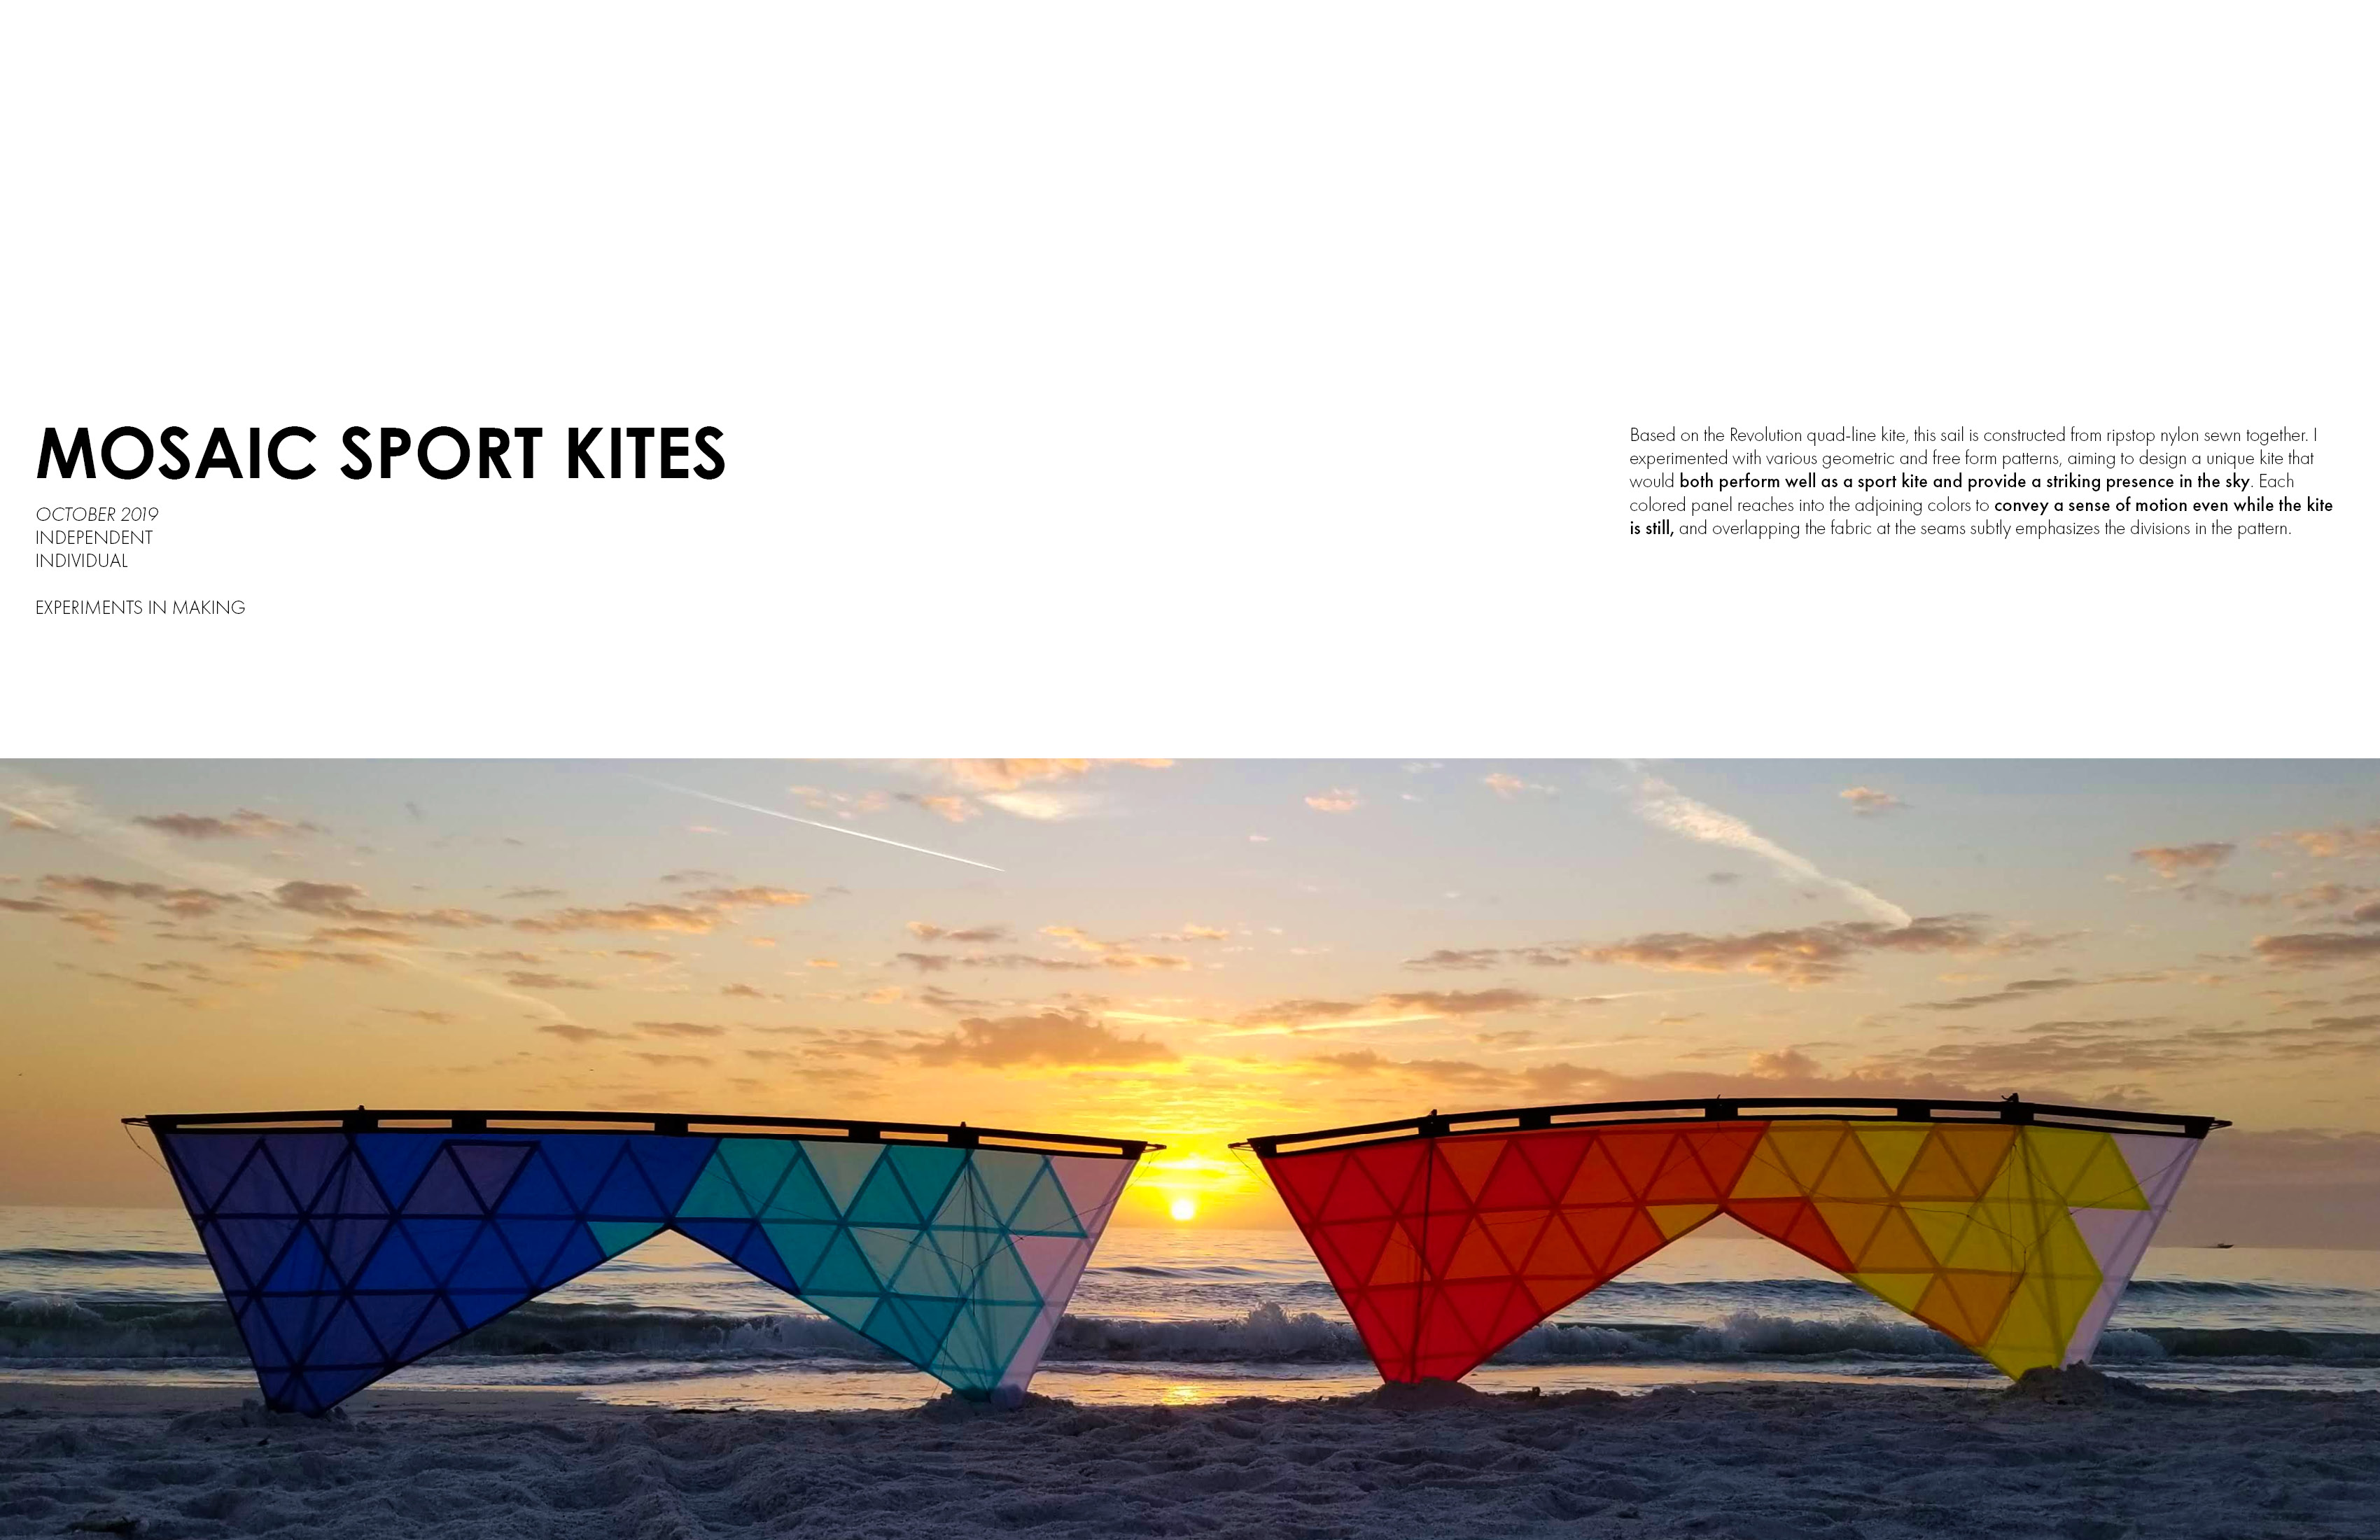 MOSAIC SPORT KITES
OCTOBER 2019
INDEPENDENT
INDIVIDUAL
EXPERIMENTS IN MAKING
Based on the Revolution quad-line kite, this sail is constructed from ripstop nylon sewn together. I
experimented with various geometric and free form patterns, aiming to design a unique kite that
would both perform well as a sport kite and provide a striking presence in the sky. Each
colored panel reaches into the adjoining colors to convey a sense of motion even while the kite
is still, and overlapping the fabric at the seams subtly emphasizes the divisions in the pattern.